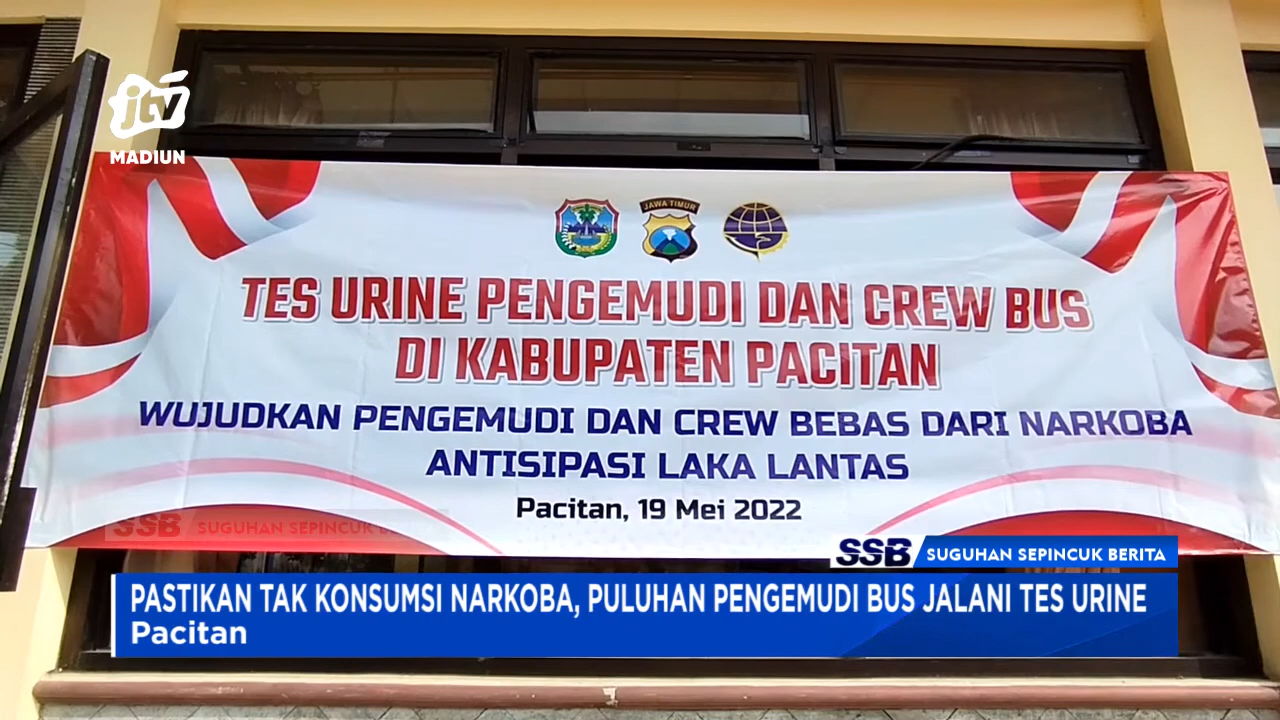 jtv
MADIUN
JAWA TIMUR
TES URINE PENGEMUDI DAN CREW BUS
DI KABUPATEN PACITAN
WUJUDKAN PENGEMUDI DAN CREW BEBAS DARI NARKOBA
ANTISIPASI LAKA LANTAS
Pacitan, 19 Mei 2022
SSB SUGUHAN SEPINCUK BERITA
SSB SUGUHAN SEPINCUK BERITA
PASTIKAN TAK KONSUMSI NARKOBA, PULUHAN PENGEMUDI BUS JALANI TES URINE
Pacitan